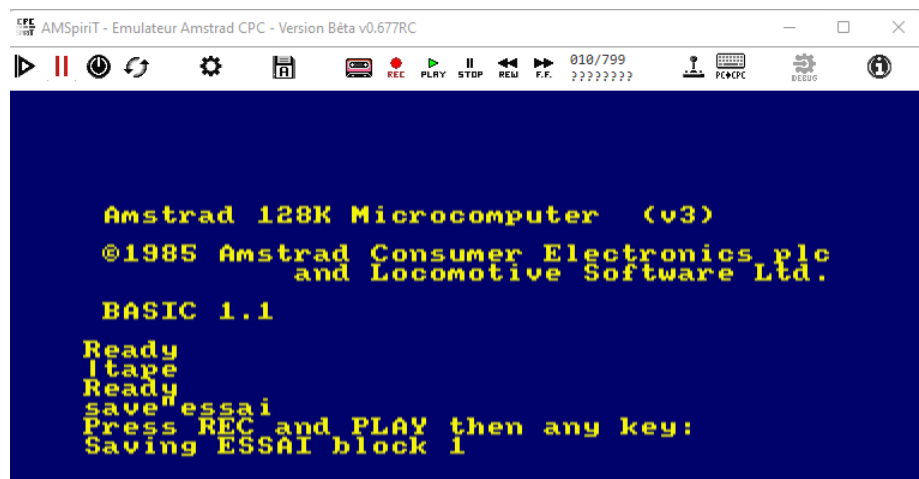 CPC SPIRIT AMSpiriT - Emulateur Amstrad CPC - Version Bêta v0.677RC
A REC PLAY STOP REW F.F. 010/799 PC CPC DEBUG
????????
Amstrad 128K Microcomputer (v3)
©1985 Amstrad Consumer Electronics plc
and Locomotive Software Ltd.
BASIC 1.1
Ready
|tape
Ready
save"essai
Press REC and PLAY then any key:
Saving ESSAI block 1